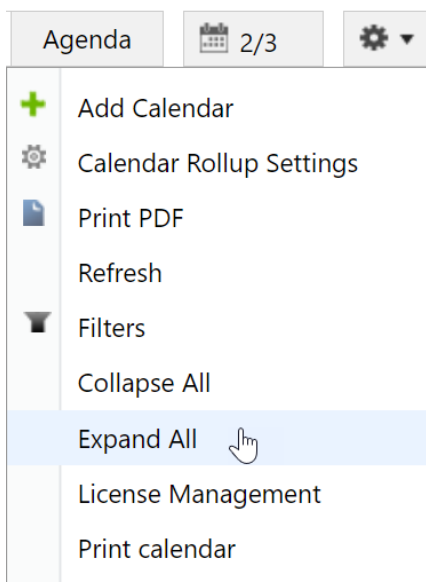 Agenda 2/3
Add Calendar
Calendar Rollup Settings
Print PDF
Refresh
Filters
Collapse All
Expand All
License Management
Print calendar